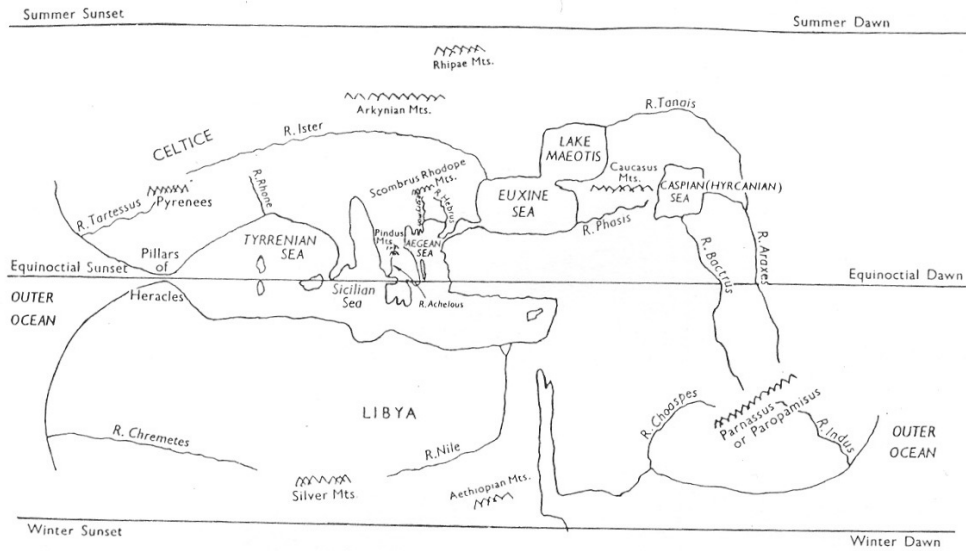 Summer Sunset
Summer Dawn
Rhipae Mts.
Arkynian Mts.
R. Tanais
R. Ister
CELTICE
LAKE
MAEOTIS
Scombrus Rhodope
Mts.
Caucasus
Mts.
R. Rhone
R. Hebrus
EUXINE
SEA
CASPIAN (HYRCANIAN)
SEA
R. Tartessus
Pyrenees
R. Phasis
TYRRENIAN
SEA
Pindus
Mts.
AEGEAN
SEA
Pillars of
Heracles
R. Bactrus
R. Araxes
Equinoctial Sunset
Equinoctial Dawn
OUTER
OCEAN
Sicilian
Sea
R. Achelous
LIBYA
R. Choaspes
Parnassus
or Paropamisus
R. Indus
OUTER
OCEAN
R. Chremetes
R. Nile
Silver Mts.
Aethiopian Mts.
Winter Sunset
Winter Dawn